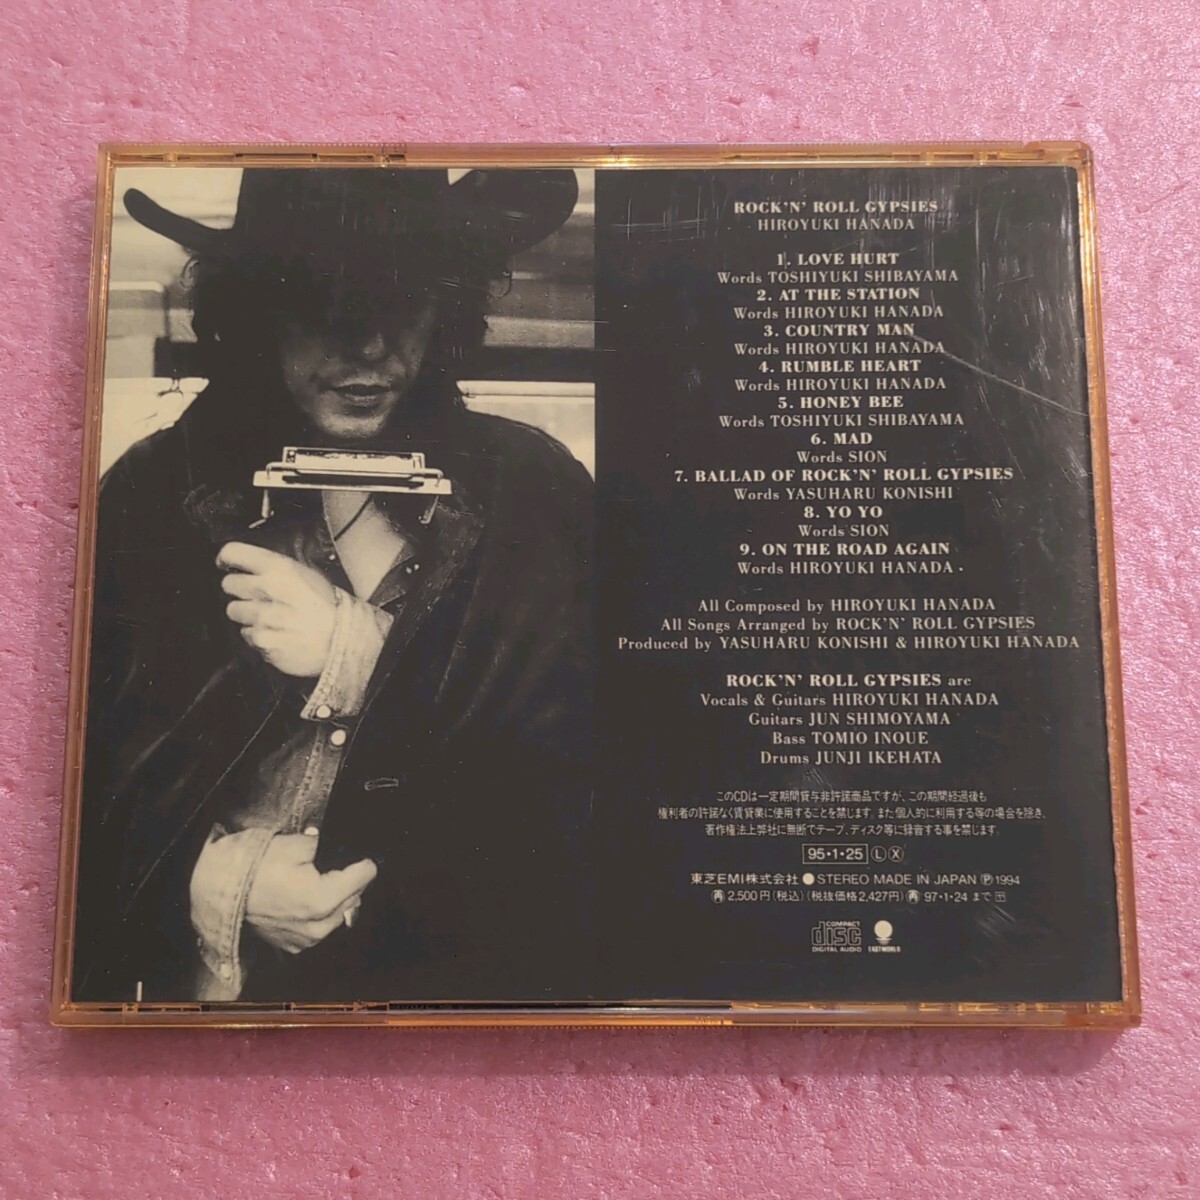 ROCK'N' ROLL GYPSIES
HIROYUKI HANADA
1. LOVE HURT
Words TOSHIYUKI SHIBAYAMA
2. AT THE STATION
Words HIROYUKI HANADA
3. COUNTRY MAN
Words HIROYUKI HANADA
4. RUMBLE HEART
Words HIROYUKI HANADA
5. HONEY BEE
Words TOSHIYUKI SHIBAYAMA
6. MAD
Words SION
7. BALLAD OF ROCK'N' ROLL GYPSIES
Words YASUHARU KONISHI
8. YO YO
Words SION
9. ON THE ROAD AGAIN
Words HIROYUKI HANADA
All Composed by HIROYUKI HANADA
All Songs Arranged by ROCK'N' ROLL GYPSIES
Produced by YASUHARU KONISHI & HIROYUKI HANADA
ROCK'N' ROLL GYPSIES are
Vocals & Guitars HIROYUKI HANADA
Guitars JUN SHIMOYAMA
Bass TOMIO INOUE
Drums JUNJI IKEHATA
このCDは一定期間貸与非許諾商品ですが、この期間経過後も
権利者の許諾なく賃貸業に使用することを禁じます。また個人的に利用する等の場合を除き、
著作権法上弊社に無断でテープ、ディスク等に録音する事を禁じます。
95・1・25 Ⓛ Ⓧ
東芝EMI株式会社 ● STEREO MADE IN JAPAN Ⓟ1994
再 2,500円(税込)(税抜価格2,427円) 再 97・1・24 まで
COMPACT
disc
DIGITAL AUDIO
EASTWORLD